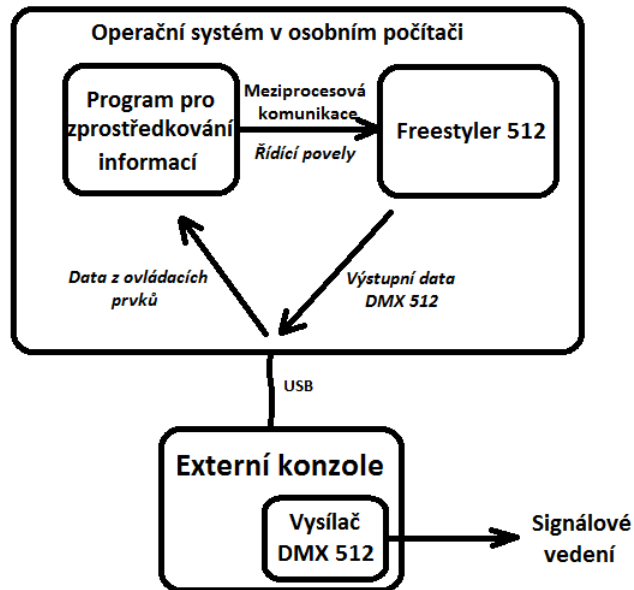 Operační systém v osobním počítači
Program pro
zprostředkování
informací
Meziprocesová
komunikace
Řídící povely
Freestyler 512
Data z ovládacích
prvků
Výstupní data
DMX 512
USB
Externí konzole
Vysílač
DMX 512
Signálové
vedení